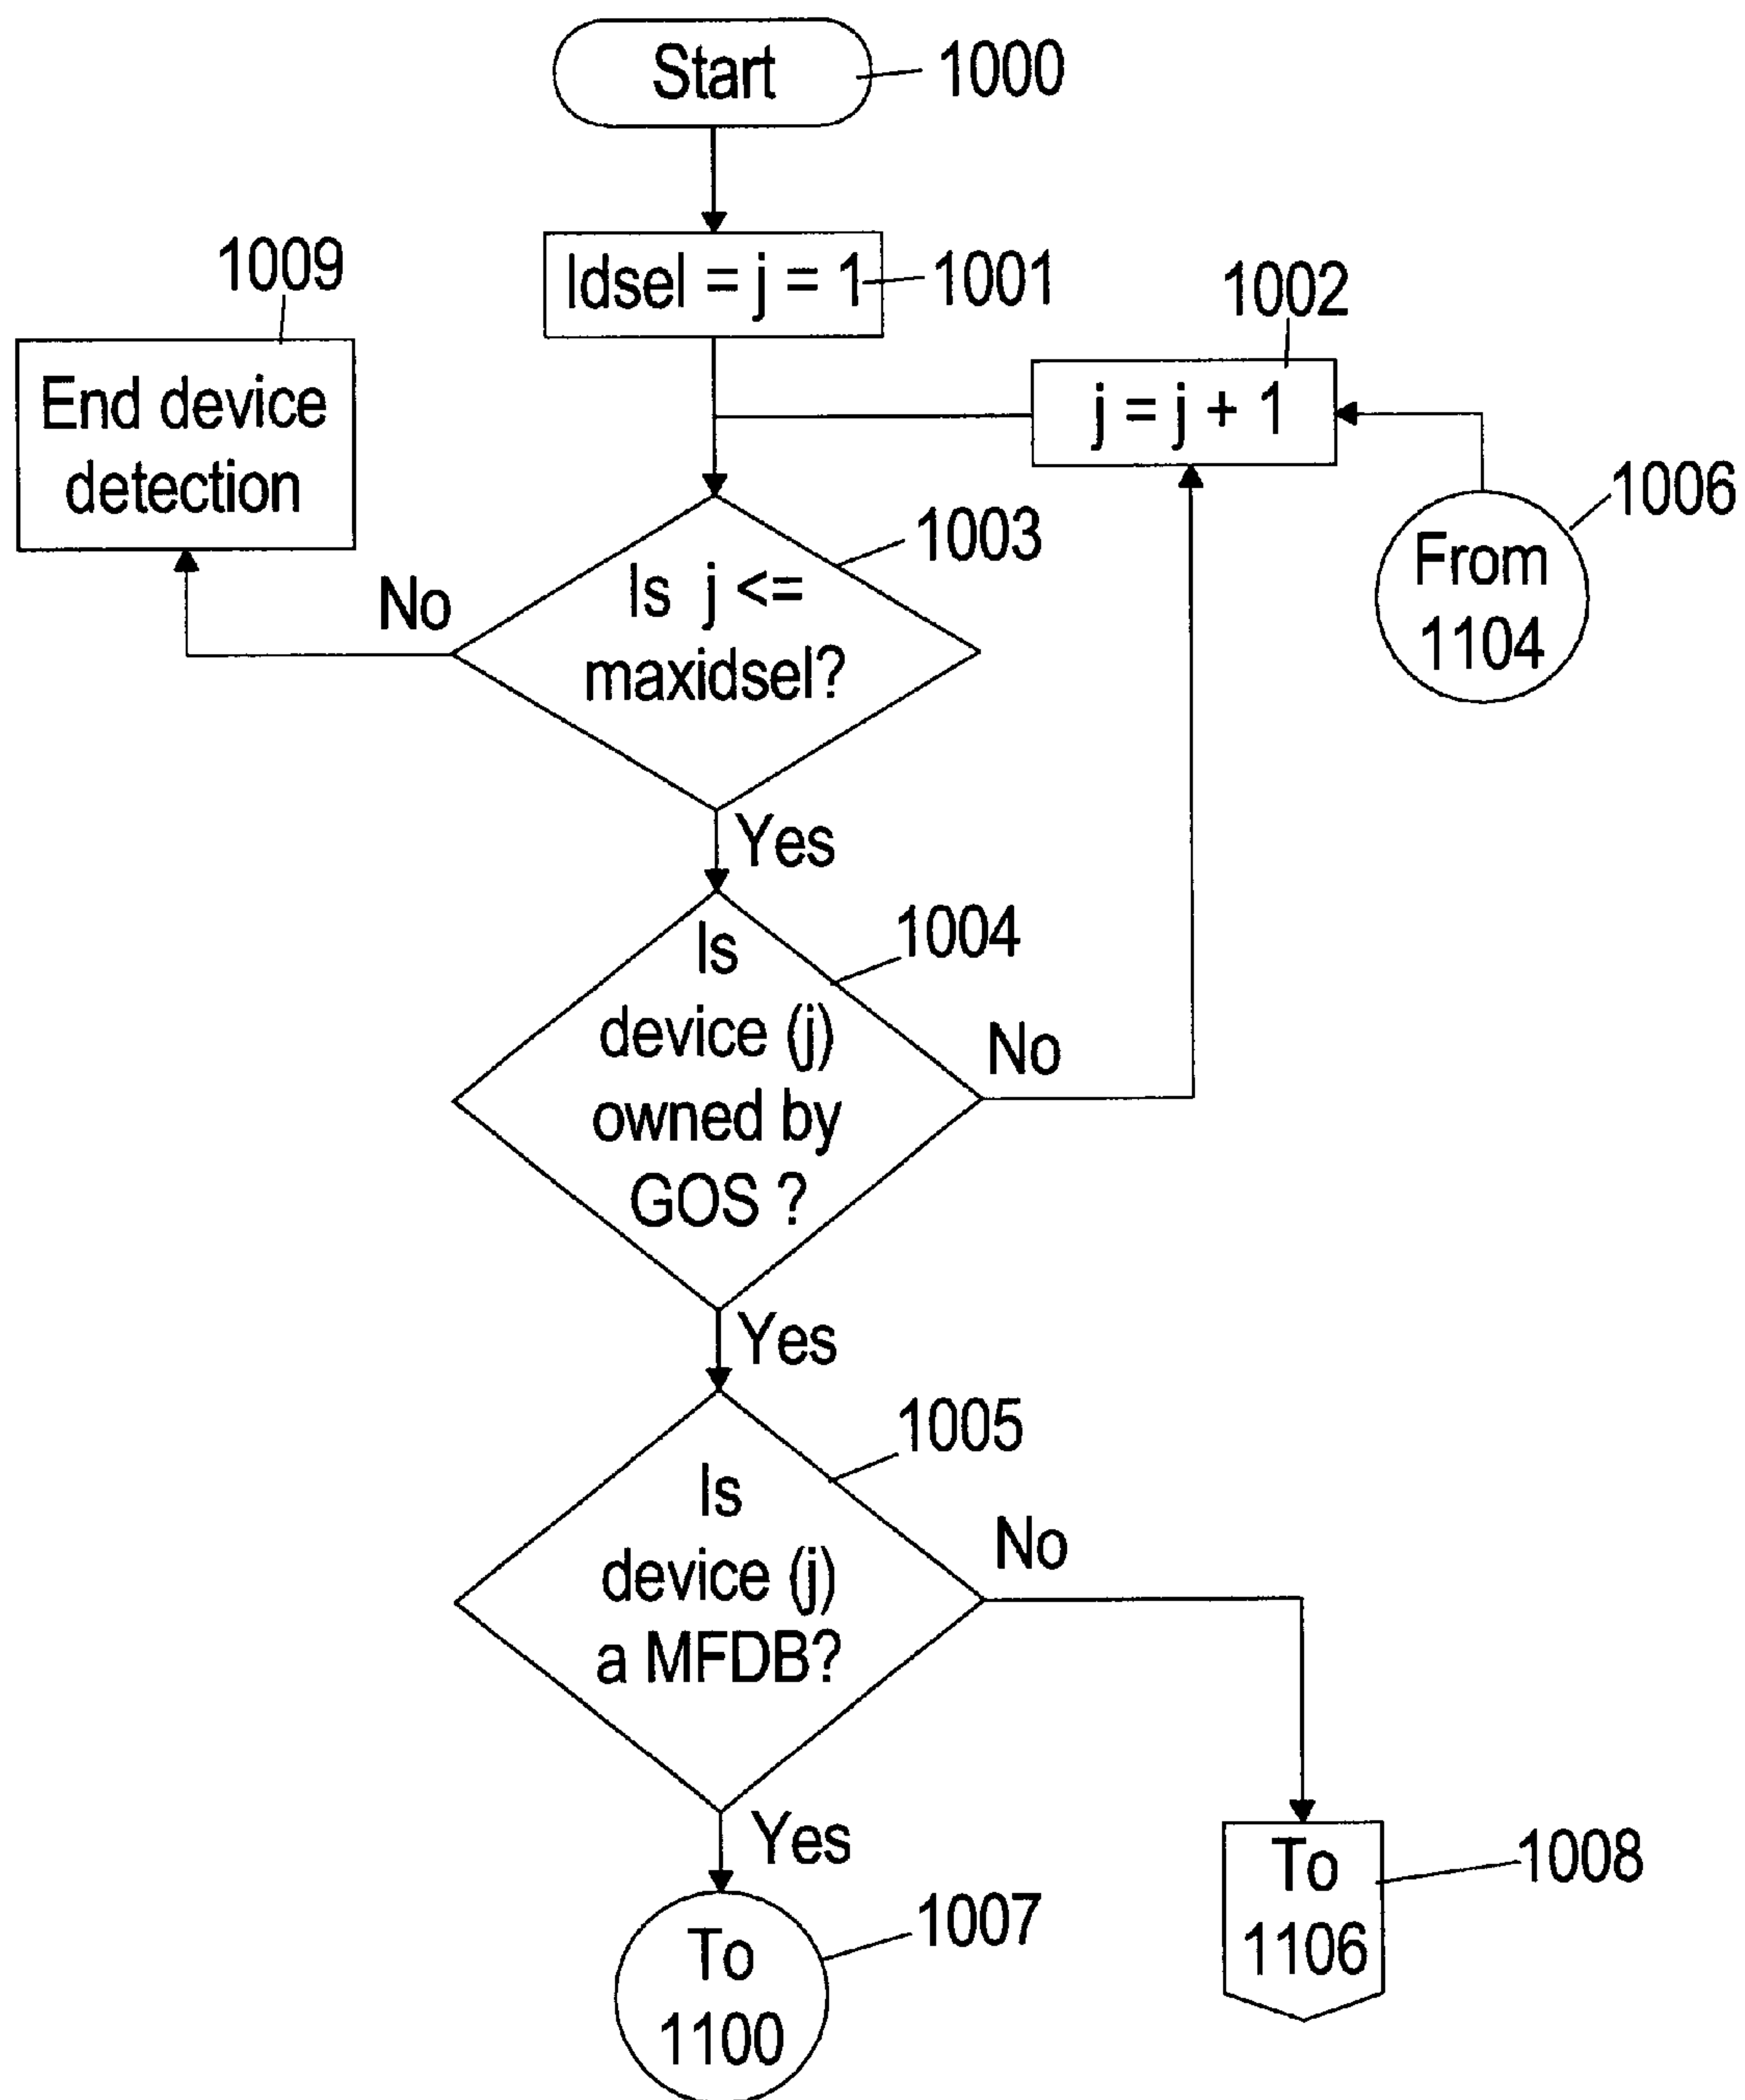 Start
1000
Idsel = j = 1
1001
1009
1002
End device
detection
j = j + 1
1006
From
1104
1003
Is j <=
maxidsel?
No
Yes
1004
Is
device (j)
owned by
GOS ?
No
Yes
1005
Is
device (j)
a MFDB?
No
Yes
1007
To
1100
1008
To
1106